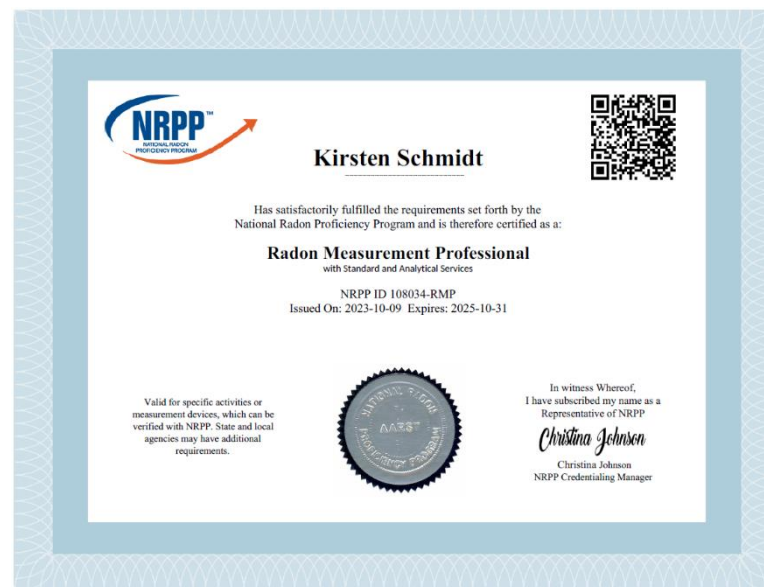 NRPP™
NATIONAL RADON
PROFICIENCY PROGRAM
Kirsten Schmidt
Has satisfactorily fulfilled the requirements set forth by the
National Radon Proficiency Program and is therefore certified as a:
Radon Measurement Professional
with Standard and Analytical Services
NRPP ID 108034-RMP
Issued On: 2023-10-09 Expires: 2025-10-31
Valid for specific activities or
measurement devices, which can be
verified with NRPP. State and local
agencies may have additional
requirements.
NATIONAL RADON
AARST
PROFICIENCY PROGRAM
In witness Whereof,
I have subscribed my name as a
Representative of NRPP
Christina Johnson
Christina Johnson
NRPP Credentialing Manager